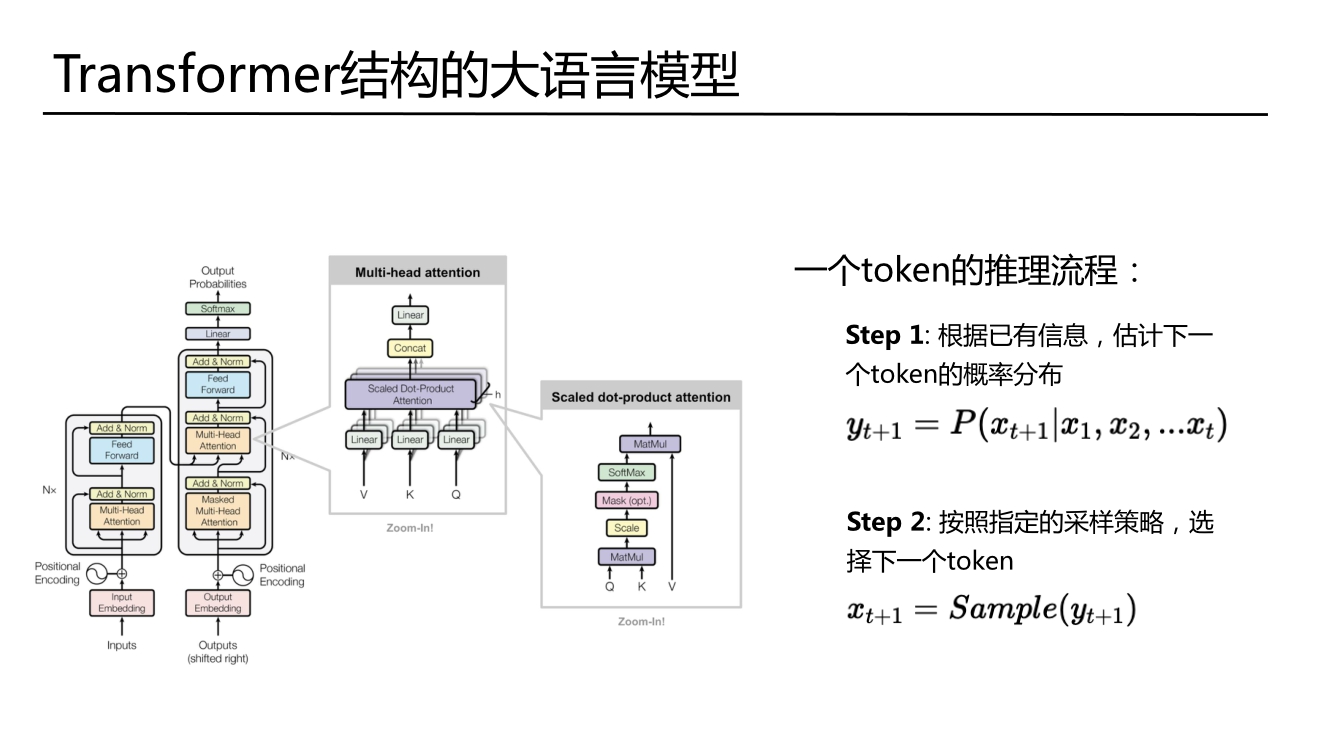 Transformer结构的大语言模型
Output
Probabilities
Softmax
Linear
Add & Norm
Feed
Forward
Add & Norm
Multi-Head
Attention
Nx
Add & Norm
Masked
Multi-Head
Attention
Add & Norm
Feed
Forward
Nx
Add & Norm
Multi-Head
Attention
Positional
Encoding
Positional
Encoding
Input
Embedding
Output
Embedding
Inputs
Outputs
(shifted right)
Multi-head attention
Linear
Concat
Scaled Dot-Product
Attention
h
Linear Linear Linear
V K Q
Zoom-In!
Scaled dot-product attention
MatMul
SoftMax
Mask (opt.)
Scale
MatMul
Q K V
Zoom-In!
一个token的推理流程：
Step 1: 根据已有信息，估计下一
个token的概率分布
y_{t+1} = P(x_{t+1}|x_1, x_2, ...x_t)
Step 2: 按照指定的采样策略，选
择下一个token
x_{t+1} = Sample(y_{t+1})